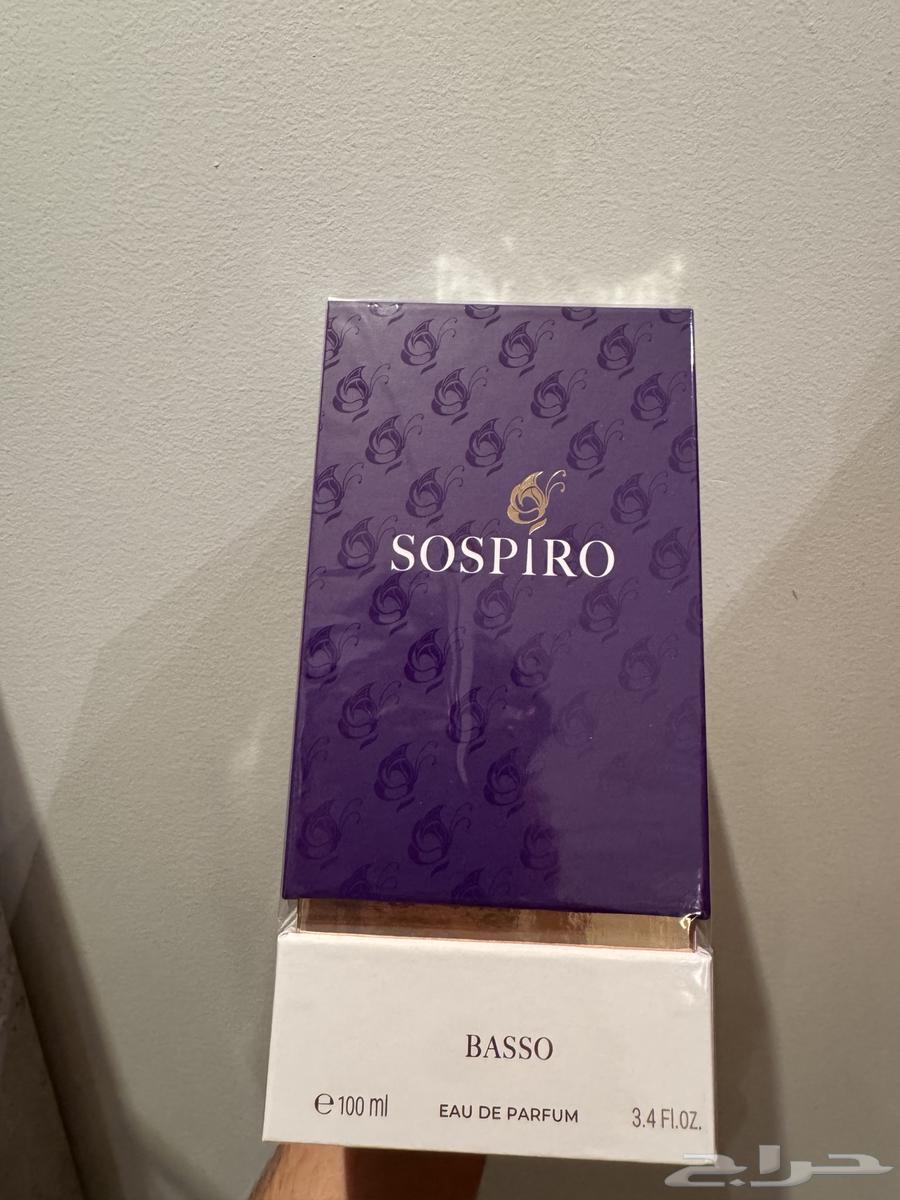 SOSPIRO
BASSO
℮ 100 ml EAU DE PARFUM 3.4 Fl.oz.
حراج